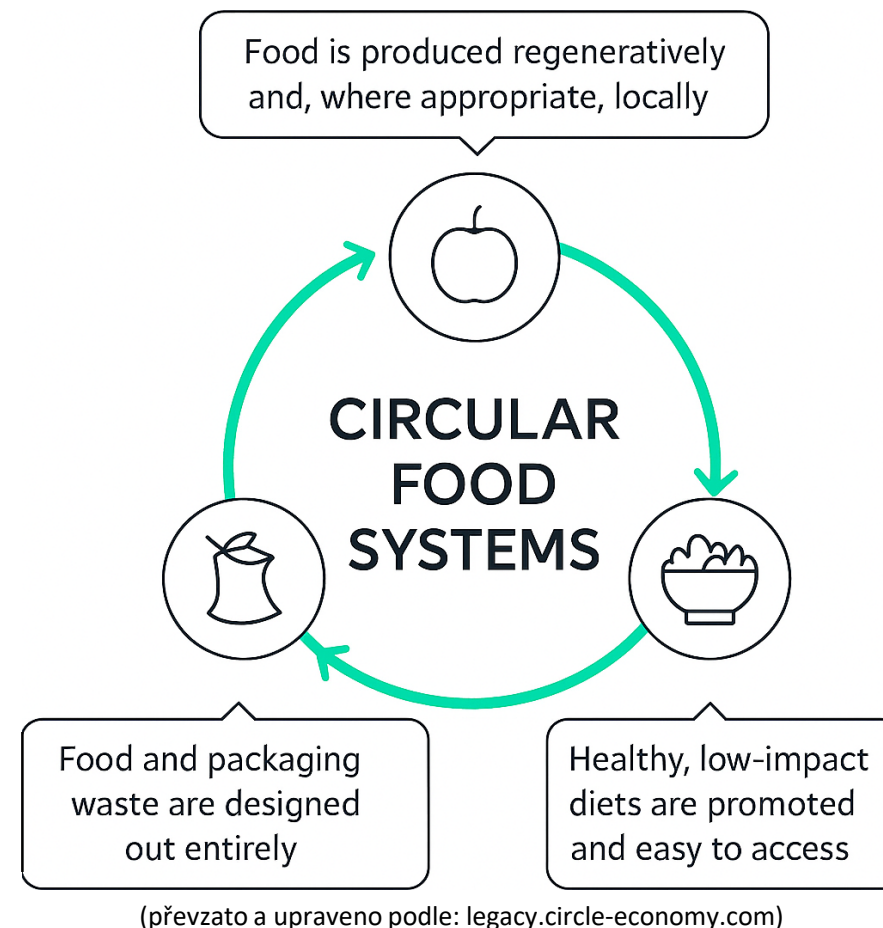 Food is produced regeneratively
and, where appropriate, locally
CIRCULAR
FOOD
SYSTEMS
Food and packaging
waste are designed
out entirely
Healthy, low-impact
diets are promoted
and easy to access
(převzato a upraveno podle: legacy.circle-economy.com)